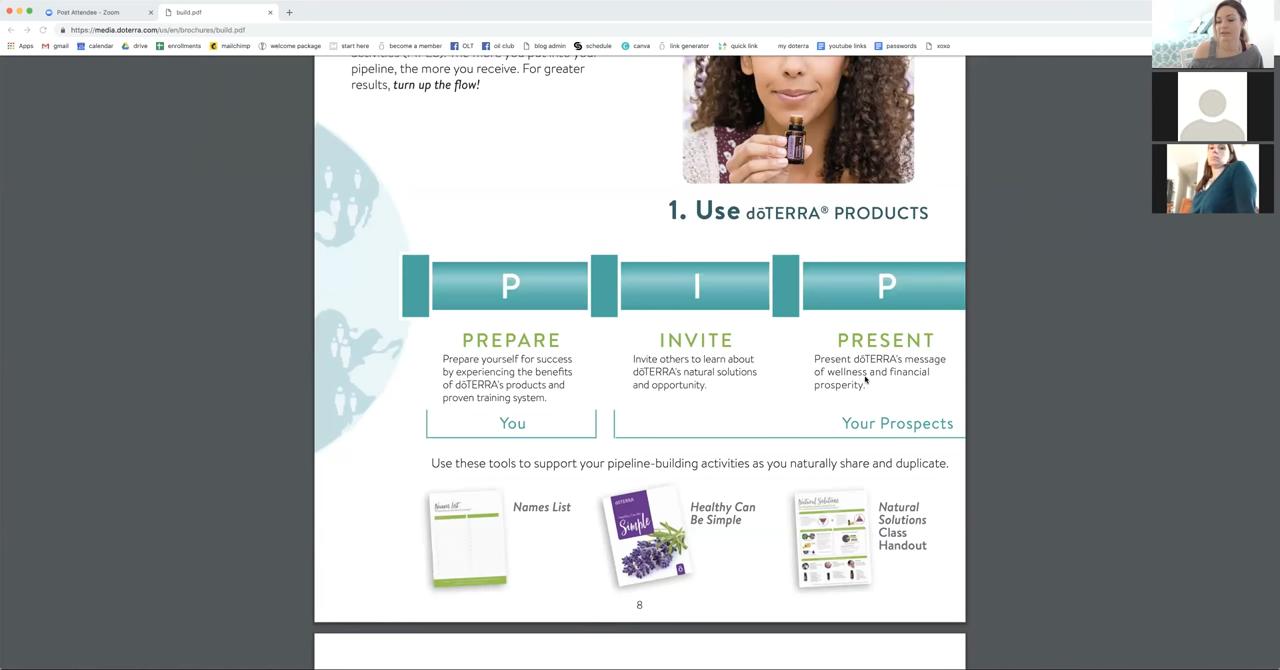 Post Attendee - Zoom
build.pdf
https://media.doterra.com/us/en/brochures/build.pdf
Apps gmail calendar drive enrollments mailchimp welcome package start here become a member OLT oil club blog admin schedule canva link generator quick link my doterra youtube links passwords xoxo
pipeline, the more you receive. For greater
results, turn up the flow!
1. Use dōTERRA® PRODUCTS
P I P
PREPARE
Prepare yourself for success
by experiencing the benefits
of dōTERRA's products and
proven training system.
INVITE
Invite others to learn about
dōTERRA's natural solutions
and opportunity.
PRESENT
Present dōTERRA's message
of wellness and financial
prosperity.
You
Your Prospects
Use these tools to support your pipeline-building activities as you naturally share and duplicate.
Names List
Names List
Healthy Can
Be Simple
dōTERRA
Simple
Natural Solutions
Natural
Solutions
Class
Handout
8